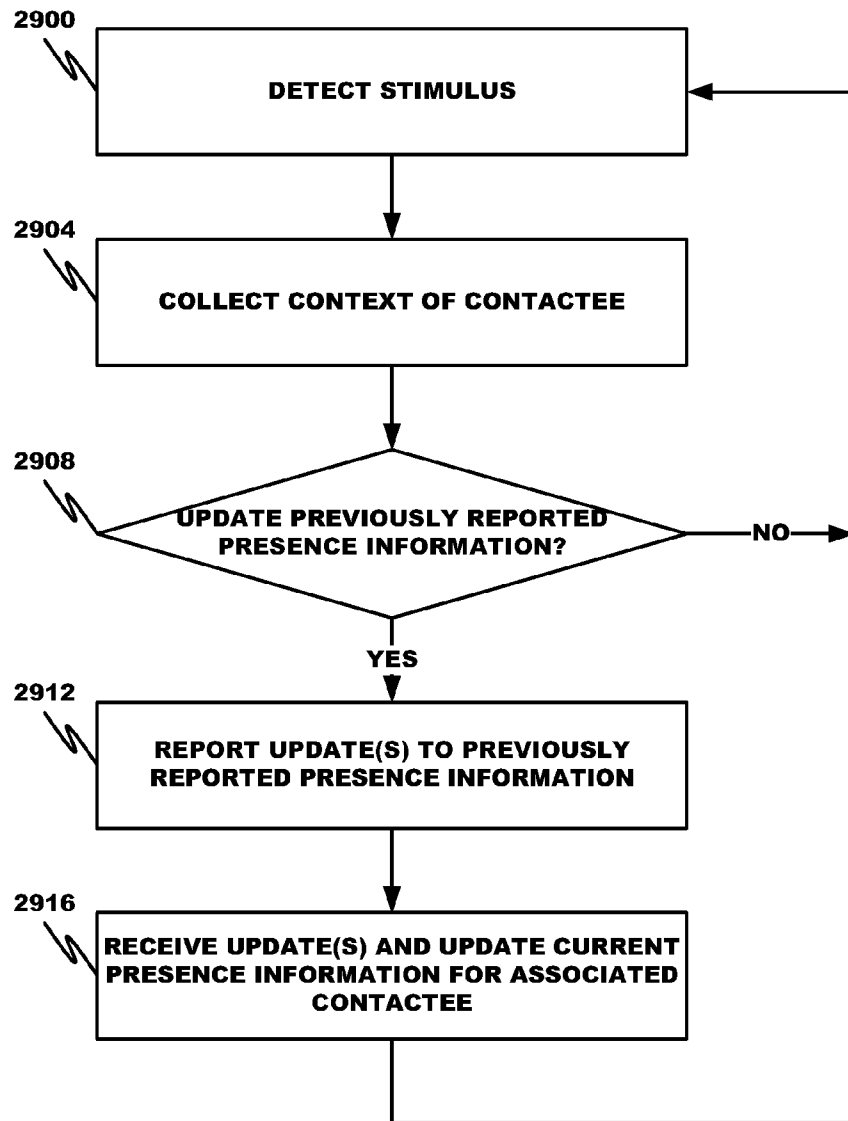 2900
DETECT STIMULUS
2904
COLLECT CONTEXT OF CONTACTEE
2908
UPDATE PREVIOUSLY REPORTED
PRESENCE INFORMATION?
NO
YES
2912
REPORT UPDATE(S) TO PREVIOUSLY
REPORTED PRESENCE INFORMATION
2916
RECEIVE UPDATE(S) AND UPDATE CURRENT
PRESENCE INFORMATION FOR ASSOCIATED
CONTACTEE